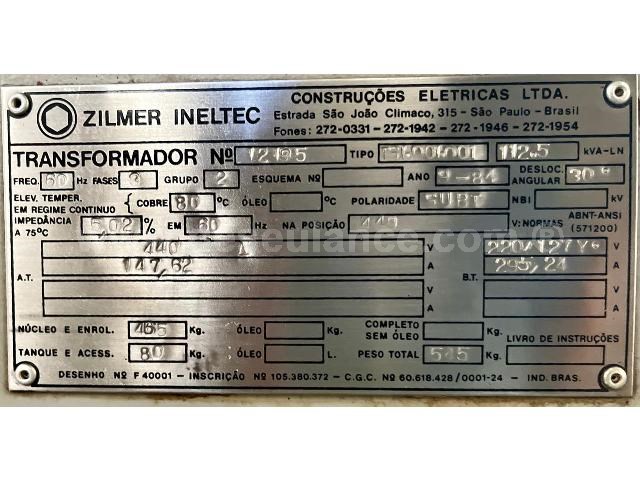 ZILMER INELTEC
CONSTRUÇÕES ELETRICAS LTDA.
Estrada São João Climaco, 315 - São Paulo - Brasil
Fones: 272-0331 - 272-1942 - 272-1946 - 272-1954
TRANSFORMADOR Nº 12195 TIPO 112.5 kVA-LN
FREQ. 60 Hz FASES 3 GRUPO 2 ESQUEMA Nº ANO 9-84 DESLOC. ANGULAR 30°
ELEV. TEMPER. EM REGIME CONTINUO { COBRE 80 ºC ÓLEO ºC POLARIDADE SUBT. NBI kV
IMPEDÂNCIA A 75ºC 5,02 % EM 60 Hz NA POSIÇÃO 440 V: NORMAS ABNT-ANSI (571200)
A.T. 440 V B.T. 220/127 V
147,62 A 295,24 A
V V
A A
NÚCLEO E ENROL. 465 Kg. ÓLEO Kg. COMPLETO SEM ÓLEO Kg. LIVRO DE INSTRUÇÕES
TANQUE E ACESS. 80 Kg. ÓLEO L. PESO TOTAL 545 Kg.
DESENHO Nº F 40001 - INSCRIÇÃO Nº 105.380.372 - C.G.C. Nº 60.618.428/0001-24 - IND. BRAS.